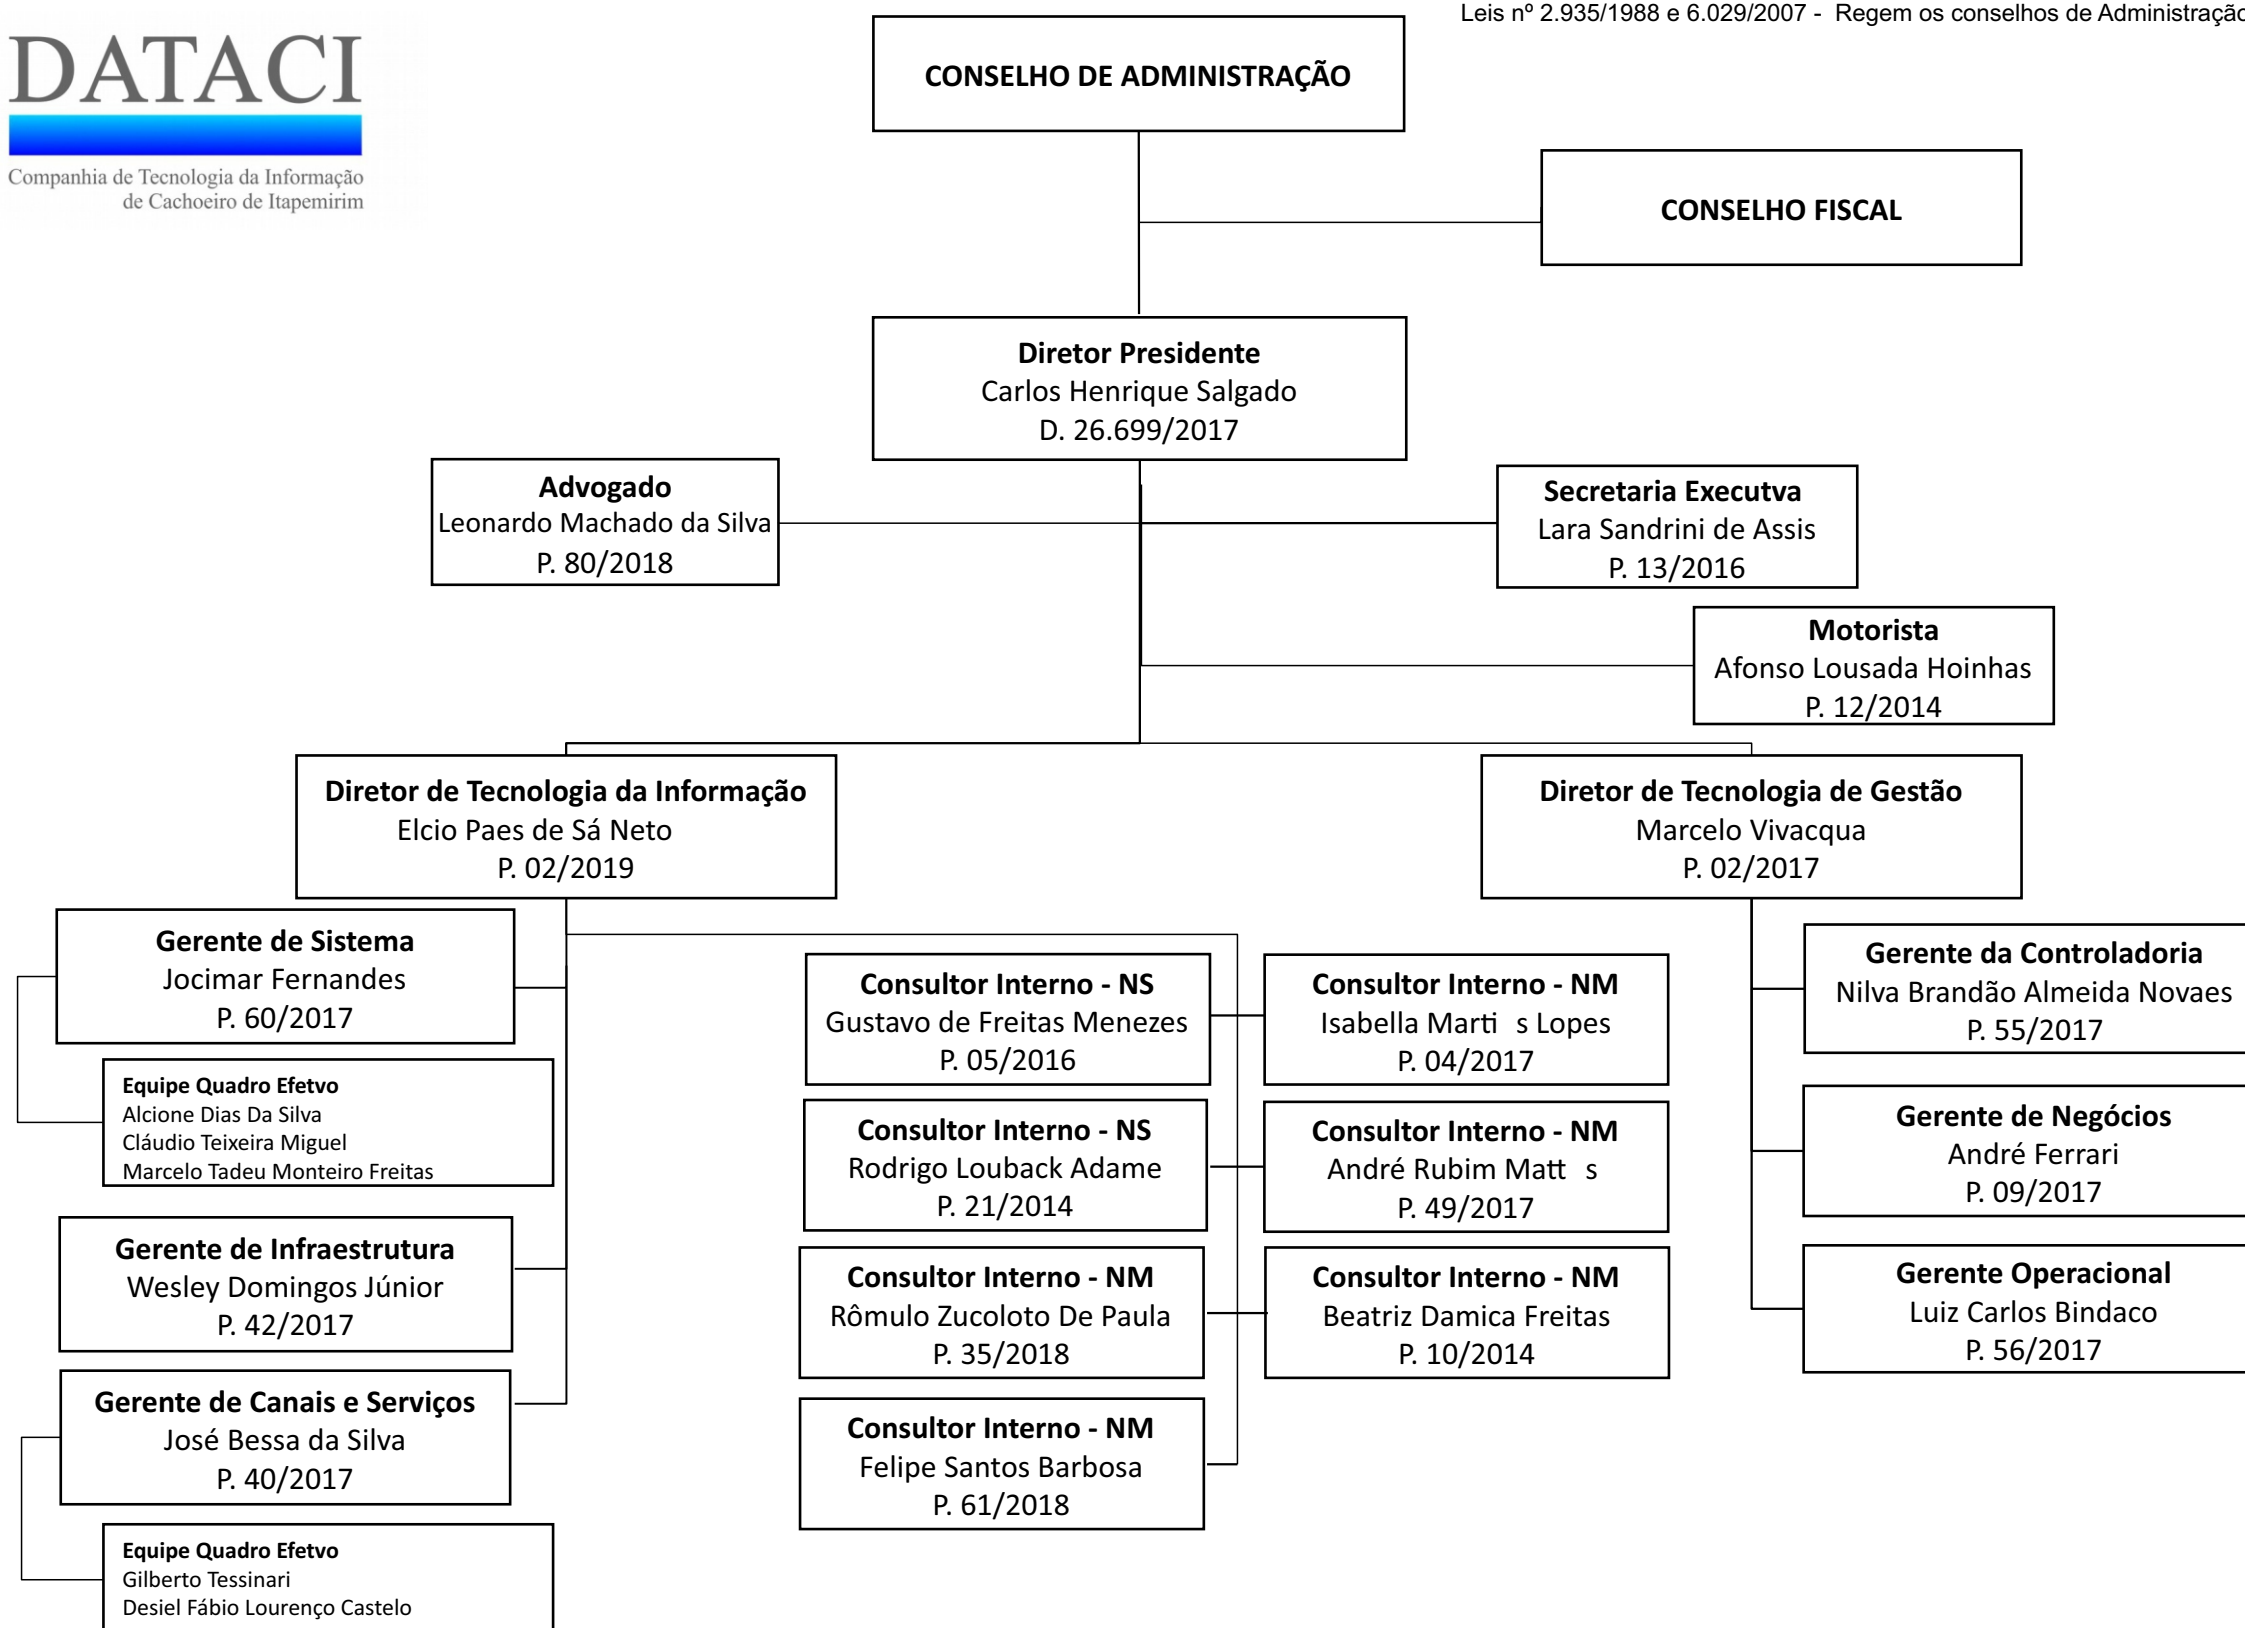 Leis nº 2.935/1988 e 6.029/2007 - Regem os conselhos de Administração
DATACI
Companhia de Tecnologia da Informação
de Cachoeiro de Itapemirim
CONSELHO DE ADMINISTRAÇÃO
CONSELHO FISCAL
Diretor Presidente
Carlos Henrique Salgado
D. 26.699/2017
Advogado
Leonardo Machado da Silva
P. 80/2018
Secretaria Executva
Lara Sandrini de Assis
P. 13/2016
Motorista
Afonso Lousada Hoinhas
P. 12/2014
Diretor de Tecnologia da Informação
Elcio Paes de Sá Neto
P. 02/2019
Diretor de Tecnologia de Gestão
Marcelo Vivacqua
P. 02/2017
Gerente de Sistema
Jocimar Fernandes
P. 60/2017
Equipe Quadro Efetvo
Alcione Dias Da Silva
Cláudio Teixeira Miguel
Marcelo Tadeu Monteiro Freitas
Gerente de Infraestrutura
Wesley Domingos Júnior
P. 42/2017
Gerente de Canais e Serviços
José Bessa da Silva
P. 40/2017
Equipe Quadro Efetvo
Gilberto Tessinari
Desiel Fábio Lourenço Castelo
Consultor Interno - NS
Gustavo de Freitas Menezes
P. 05/2016
Consultor Interno - NM
Isabella Marti s Lopes
P. 04/2017
Consultor Interno - NS
Rodrigo Louback Adame
P. 21/2014
Consultor Interno - NM
André Rubim Matt s
P. 49/2017
Consultor Interno - NM
Rômulo Zucoloto De Paula
P. 35/2018
Consultor Interno - NM
Beatriz Damica Freitas
P. 10/2014
Consultor Interno - NM
Felipe Santos Barbosa
P. 61/2018
Gerente da Controladoria
Nilva Brandão Almeida Novaes
P. 55/2017
Gerente de Negócios
André Ferrari
P. 09/2017
Gerente Operacional
Luiz Carlos Bindaco
P. 56/2017